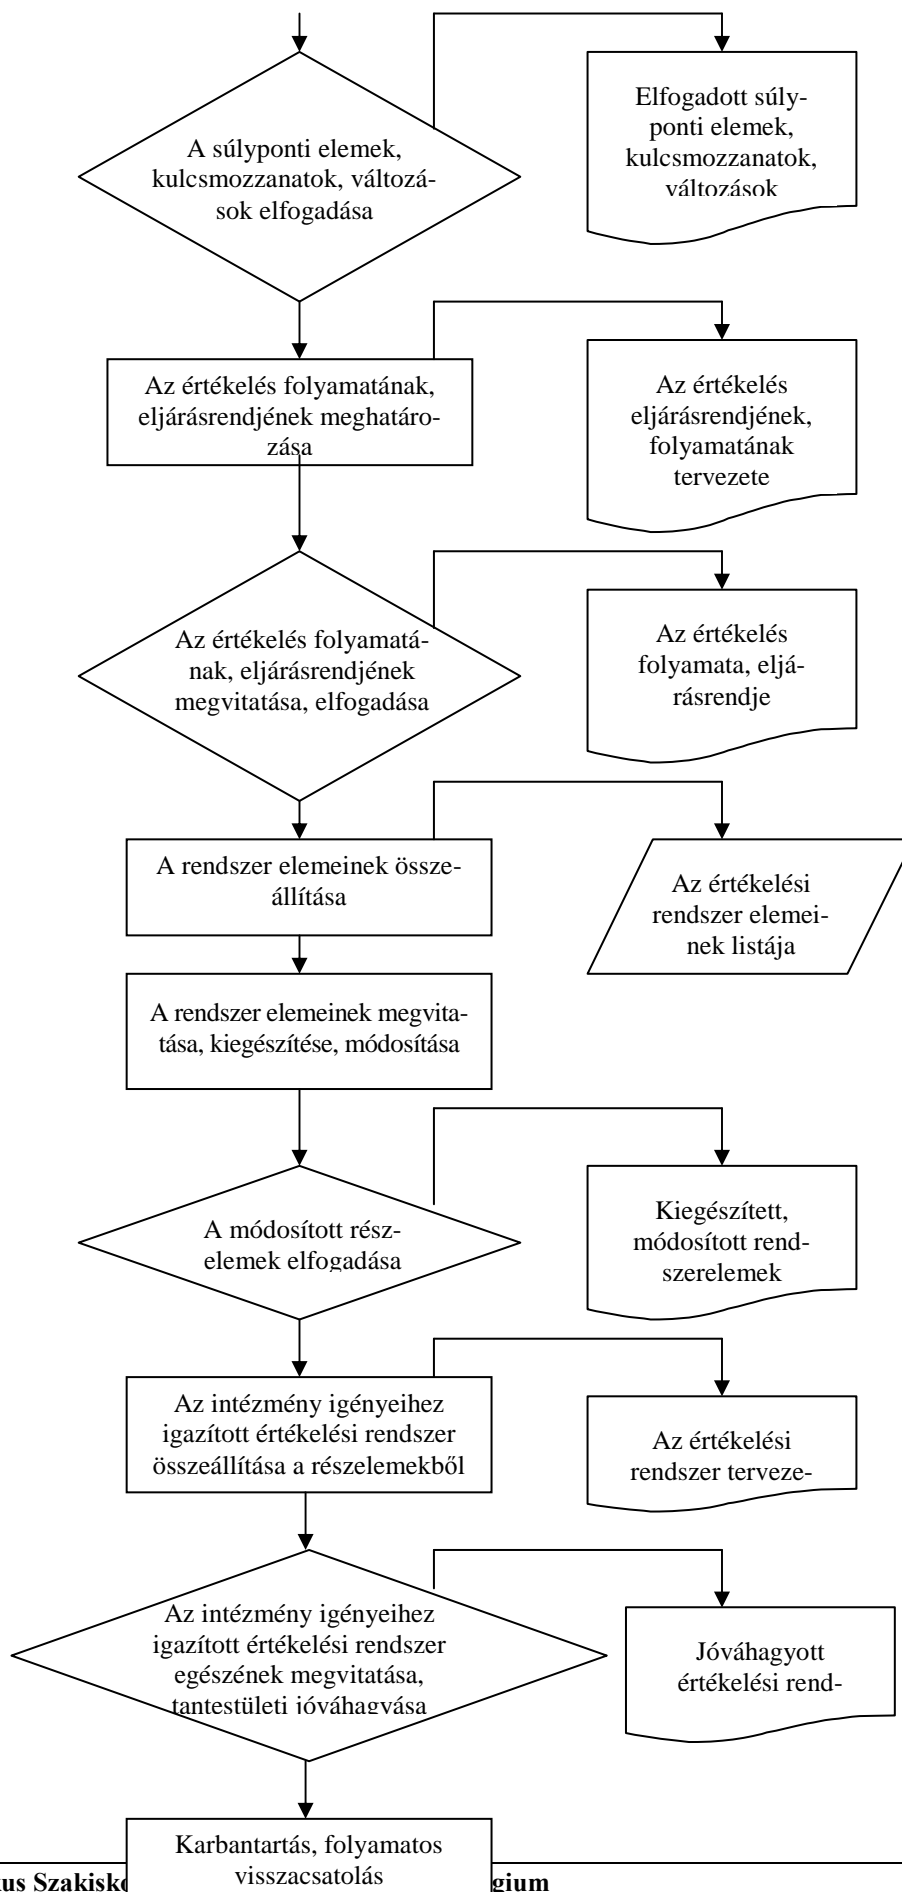 A súlyponti elemek,
kulcsmozzanatok, változá-
sok elfogadása
Elfogadott súly-
ponti elemek,
kulcsmozzanatok,
változások
Az értékelés folyamatának,
eljárásrendjének meghatáro-
zása
Az értékelés
eljárásrendjének,
folyamatának
tervezete
Az értékelés folyamatá-
nak, eljárásrendjének
megvitatása, elfogadása
Az értékelés
folyamata, eljá-
rásrendje
A rendszer elemeinek össze-
állítása
Az értékelési
rendszer elemei-
nek listája
A rendszer elemeinek megvita-
tása, kiegészítése, módosítása
A módosított rész-
elemek elfogadása
Kiegészített,
módosított rend-
szerelemek
Az intézmény igényeihez
igazított értékelési rendszer
összeállítása a részelemekből
Az értékelési
rendszer terveze-
Az intézmény igényeihez
igazított értékelési rendszer
egészének megvitatása,
tantestületi jóváhagyása
Jóváhagyott
értékelési rend-
Karbantartás, folyamatos
visszacsatolás